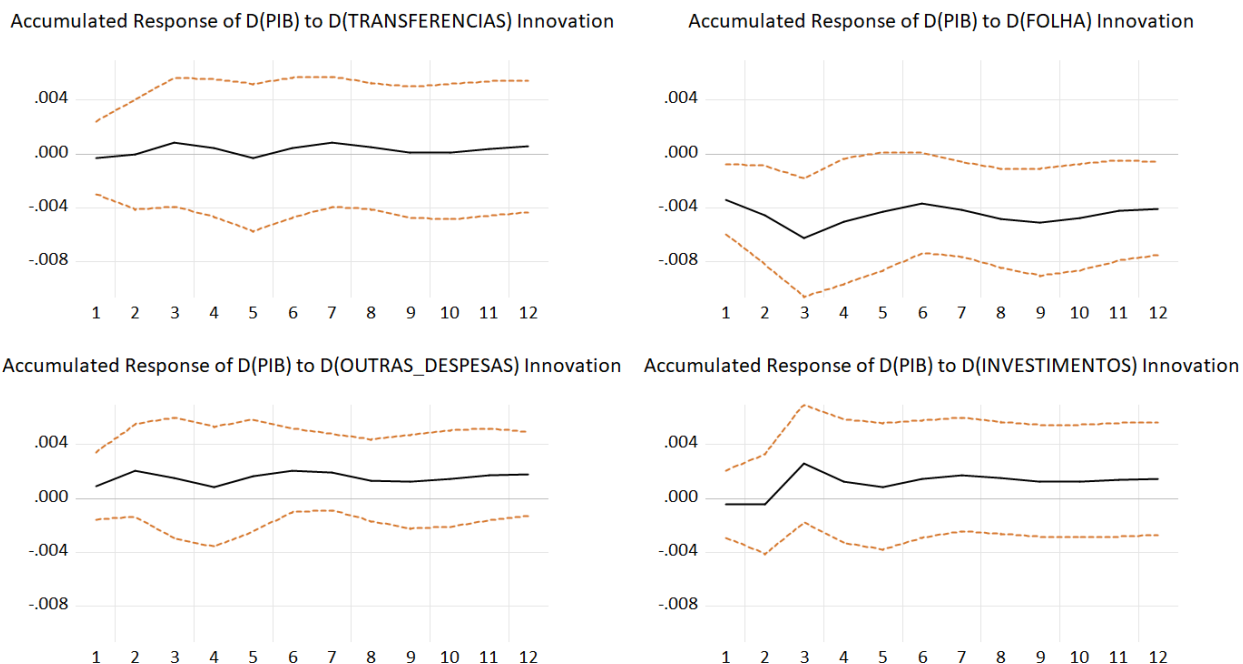 Accumulated Response of D(PIB) to D(TRANSFERENCIAS) Innovation
.004
.000
-.004
-.008
1 2 3 4 5 6 7 8 9 10 11 12
Accumulated Response of D(PIB) to D(FOLHA) Innovation
.004
.000
-.004
-.008
1 2 3 4 5 6 7 8 9 10 11 12
Accumulated Response of D(PIB) to D(OUTRAS_DESPESAS) Innovation
.004
.000
-.004
-.008
1 2 3 4 5 6 7 8 9 10 11 12
Accumulated Response of D(PIB) to D(INVESTIMENTOS) Innovation
.004
.000
-.004
-.008
1 2 3 4 5 6 7 8 9 10 11 12